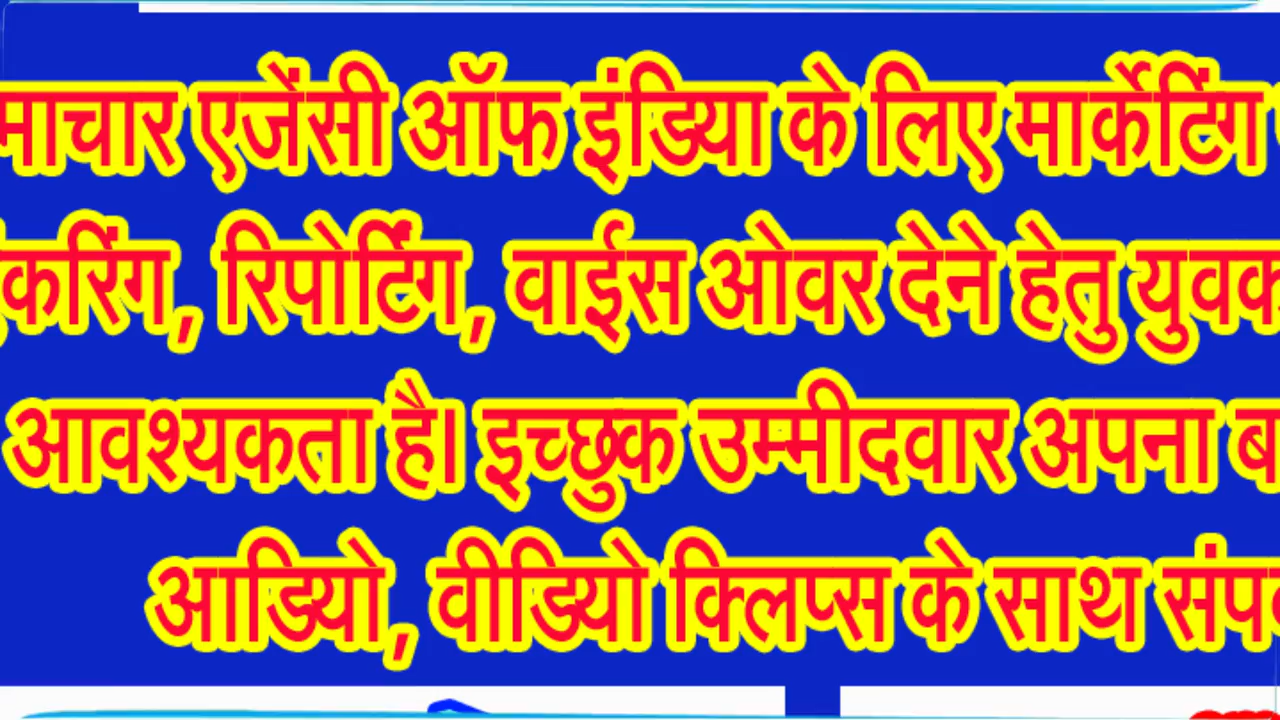 माचार एजेंसी ऑफ इंडिया के लिए मार्केटिंग
करिंग, रिपोर्टिंग, वाईस ओवर देने हेतु युवक
आवश्यकता है। इच्छुक उम्मीदवार अपना
आडियो, वीडियो क्लिप्स के साथ